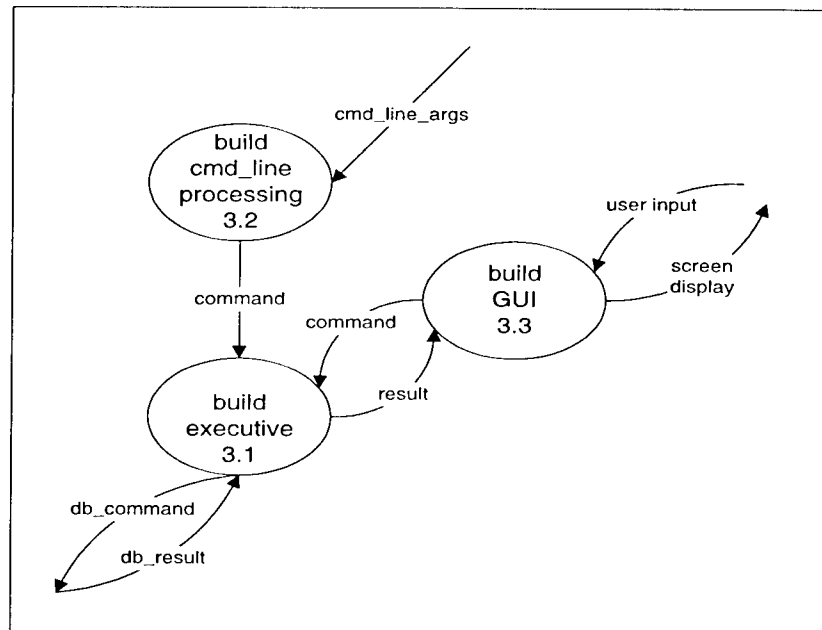 cmd_line_args
build
cmd_line
processing
3.2
user input
screen
display
build
GUI
3.3
command
command
result
build
executive
3.1
db_command
db_result